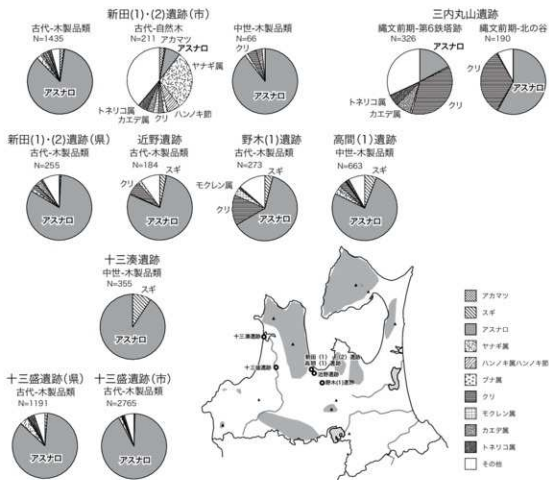 新田(1)・(2)遺跡(市)
古代-木製品類
N=1435
アスナロ
古代-自然木
N=211
アカマツ
アスナロ
ヤナギ属
ハンノキ節
クリ
カエデ属
トネリコ属
中世-木製品類
N=66
クリ
アスナロ
三内丸山遺跡
縄文前期-第6鉄塔跡
N=326
アスナロ
クリ
カエデ属
トネリコ属
縄文前期-北の谷
N=190
クリ
アスナロ
新田(1)・(2)遺跡(県)
古代-木製品類
N=255
アスナロ
近野遺跡
古代-木製品類
N=184
スギ
クリ
アスナロ
野木(1)遺跡
古代-木製品類
N=273
スギ
モクレン属
クリ
アスナロ
高間(1)遺跡
中世-木製品類
N=663
スギ
アスナロ
十三湊遺跡
中世-木製品類
N=355
スギ
アスナロ
十三盛遺跡(県)
古代-木製品類
N=1191
アスナロ
十三盛遺跡(市)
古代-木製品類
N=2765
アスナロ
十三湊遺跡
十三盛遺跡
新田(1)・(2)遺跡
高間(1)遺跡
近野遺跡
野木(1)遺跡
アカマツ
スギ
アスナロ
ヤナギ属
ハンノキ属ハンノキ節
ブナ属
クリ
モクレン属
カエデ属
トネリコ属
その他